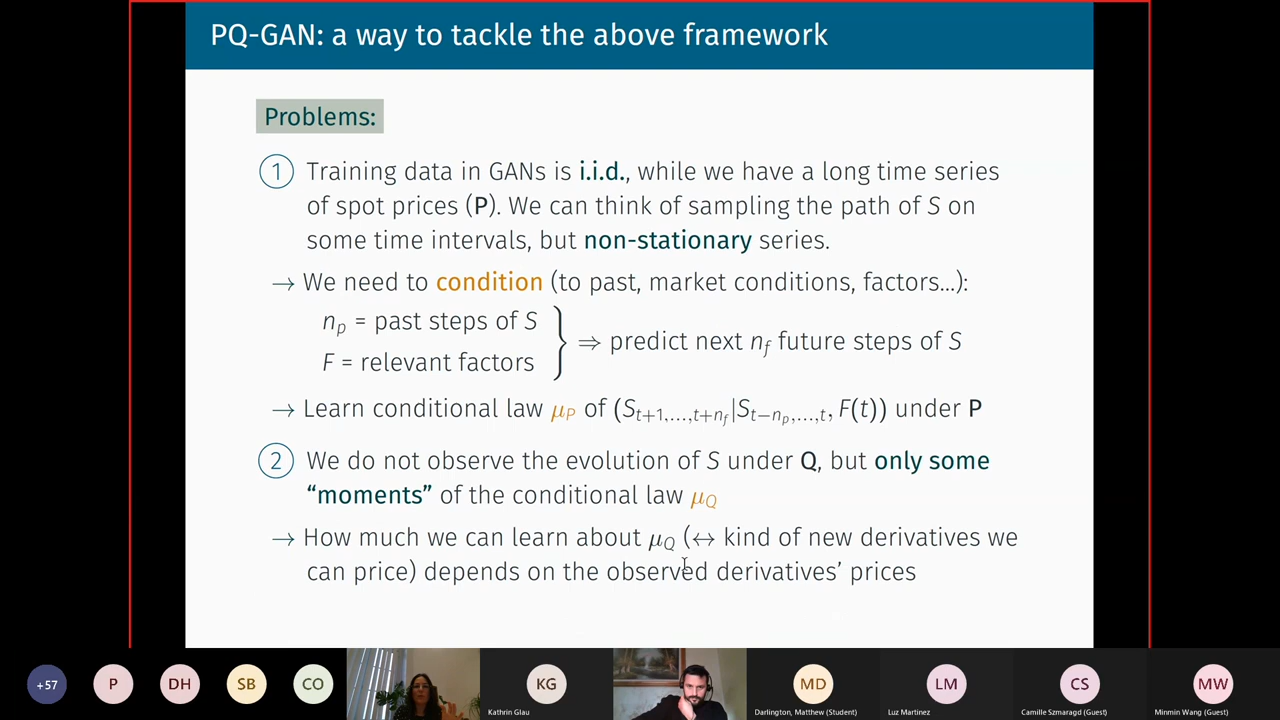 PQ-GAN: a way to tackle the above framework
Problems:
1 Training data in GANs is i.i.d., while we have a long time series
of spot prices (P). We can think of sampling the path of S on
some time intervals, but non-stationary series.
→ We need to condition (to past, market conditions, factors...):
n_p = past steps of S
F = relevant factors
} ⇒ predict next n_f future steps of S
→ Learn conditional law μ_P of (S_{t+1,...,t+n_f}|S_{t−n_p,...,t}, F(t)) under P
2 We do not observe the evolution of S under Q, but only some
“moments” of the conditional law μ_Q
→ How much we can learn about μ_Q (↔ kind of new derivatives we
can price) depends on the observed derivatives’ prices
+57 P DH SB CO KG MD LM CS MW
Kathrin Glau Darlington, Matthew (Student) Luz Martinez Camille Szmaragd (Guest) Minmin Wang (Guest)